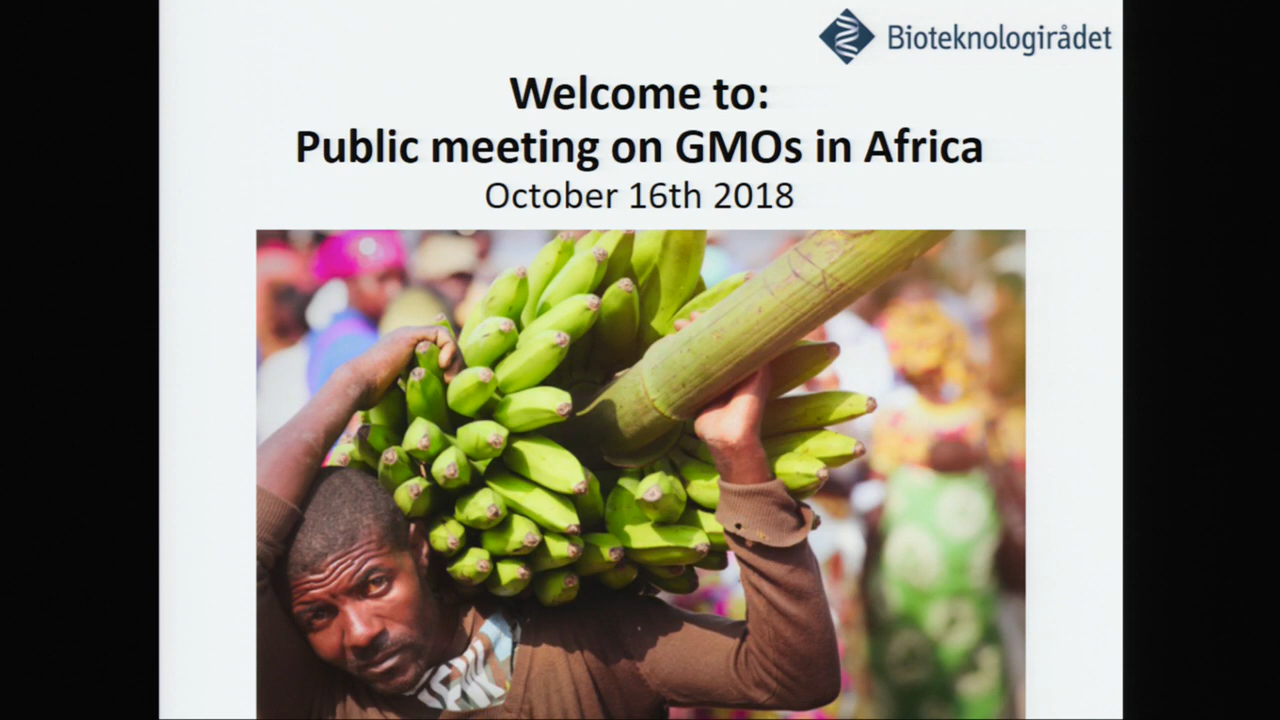 Bioteknologirådet
Welcome to:
Public meeting on GMOs in Africa
October 16th 2018